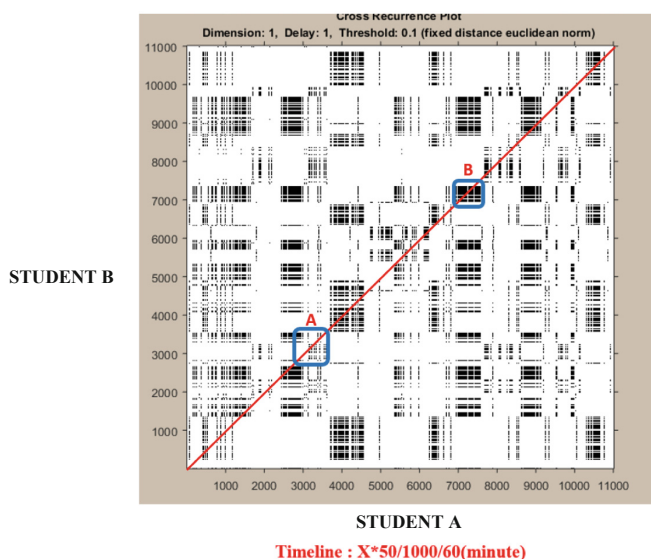 Cross Recurrence Plot
Dimension: 1, Delay: 1, Threshold: 0.1 (fixed distance euclidean norm)
11000
10000
9000
8000
B
7000
6000
5000
STUDENT B
4000
A
3000
2000
1000
1000 2000 3000 4000 5000 6000 7000 8000 9000 10000 11000
STUDENT A
Timeline : X*50/1000/60(minute)